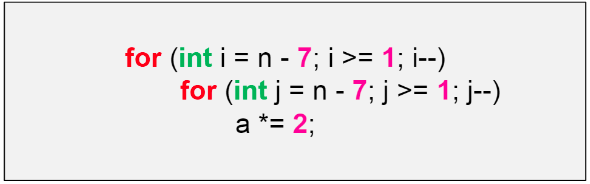 for (int i = n - 7; i >= 1; i--)
for (int j = n - 7; j >= 1; j--)
a *= 2;